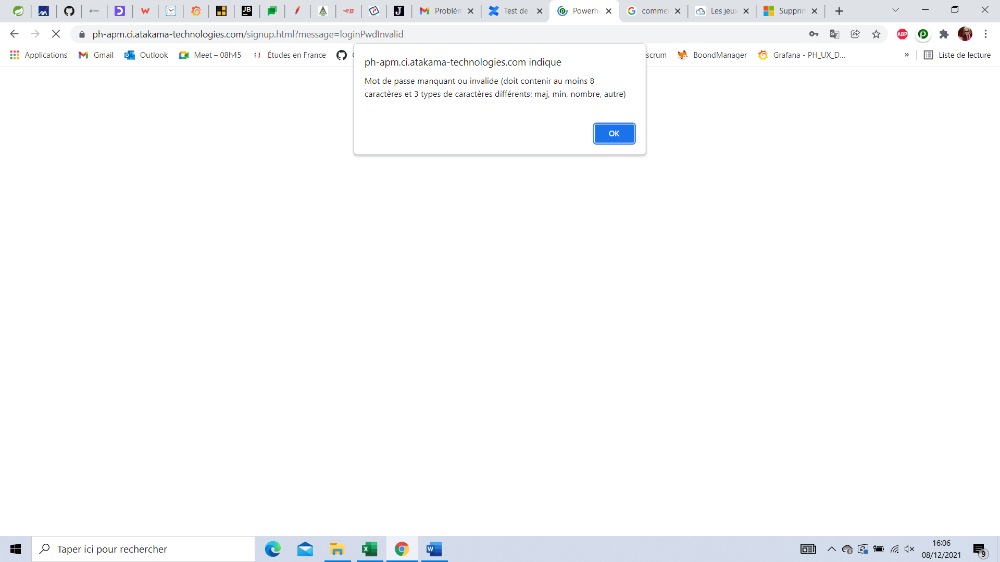 Problèm
Test de
Powerh
comme
Les jeux
Supprin
ph-apm.ci.atakama-technologies.com/signup.html?message=loginPwdInvalid
ABP
Applications
Gmail
Outlook
Meet – 08h45
Études en France
scrum
BoondManager
Grafana - PH_UX_D...
»
Liste de lecture
ph-apm.ci.atakama-technologies.com indique
Mot de passe manquant ou invalide (doit contenir au moins 8
caractères et 3 types de caractères différents: maj, min, nombre, autre)
OK
Taper ici pour rechercher
16:06
08/12/2021
9